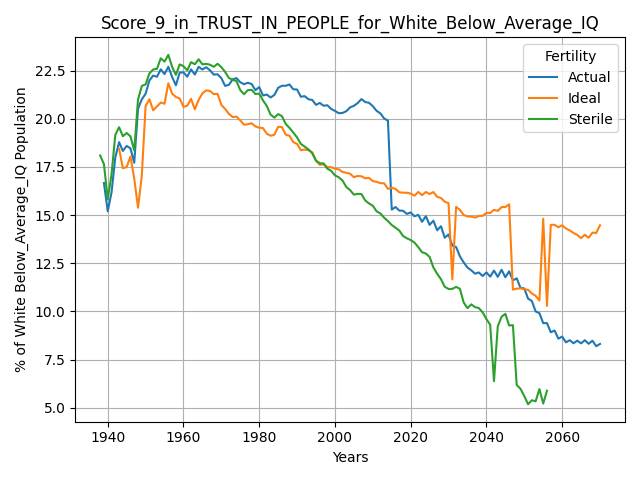 Score_9_in_TRUST_IN_PEOPLE_for_White_Below_Average_IQ
% of White Below_Average_IQ Population
22.5
20.0
17.5
15.0
12.5
10.0
7.5
5.0
Fertility
Actual
Ideal
Sterile
1940 1960 1980 2000 2020 2040 2060
Years